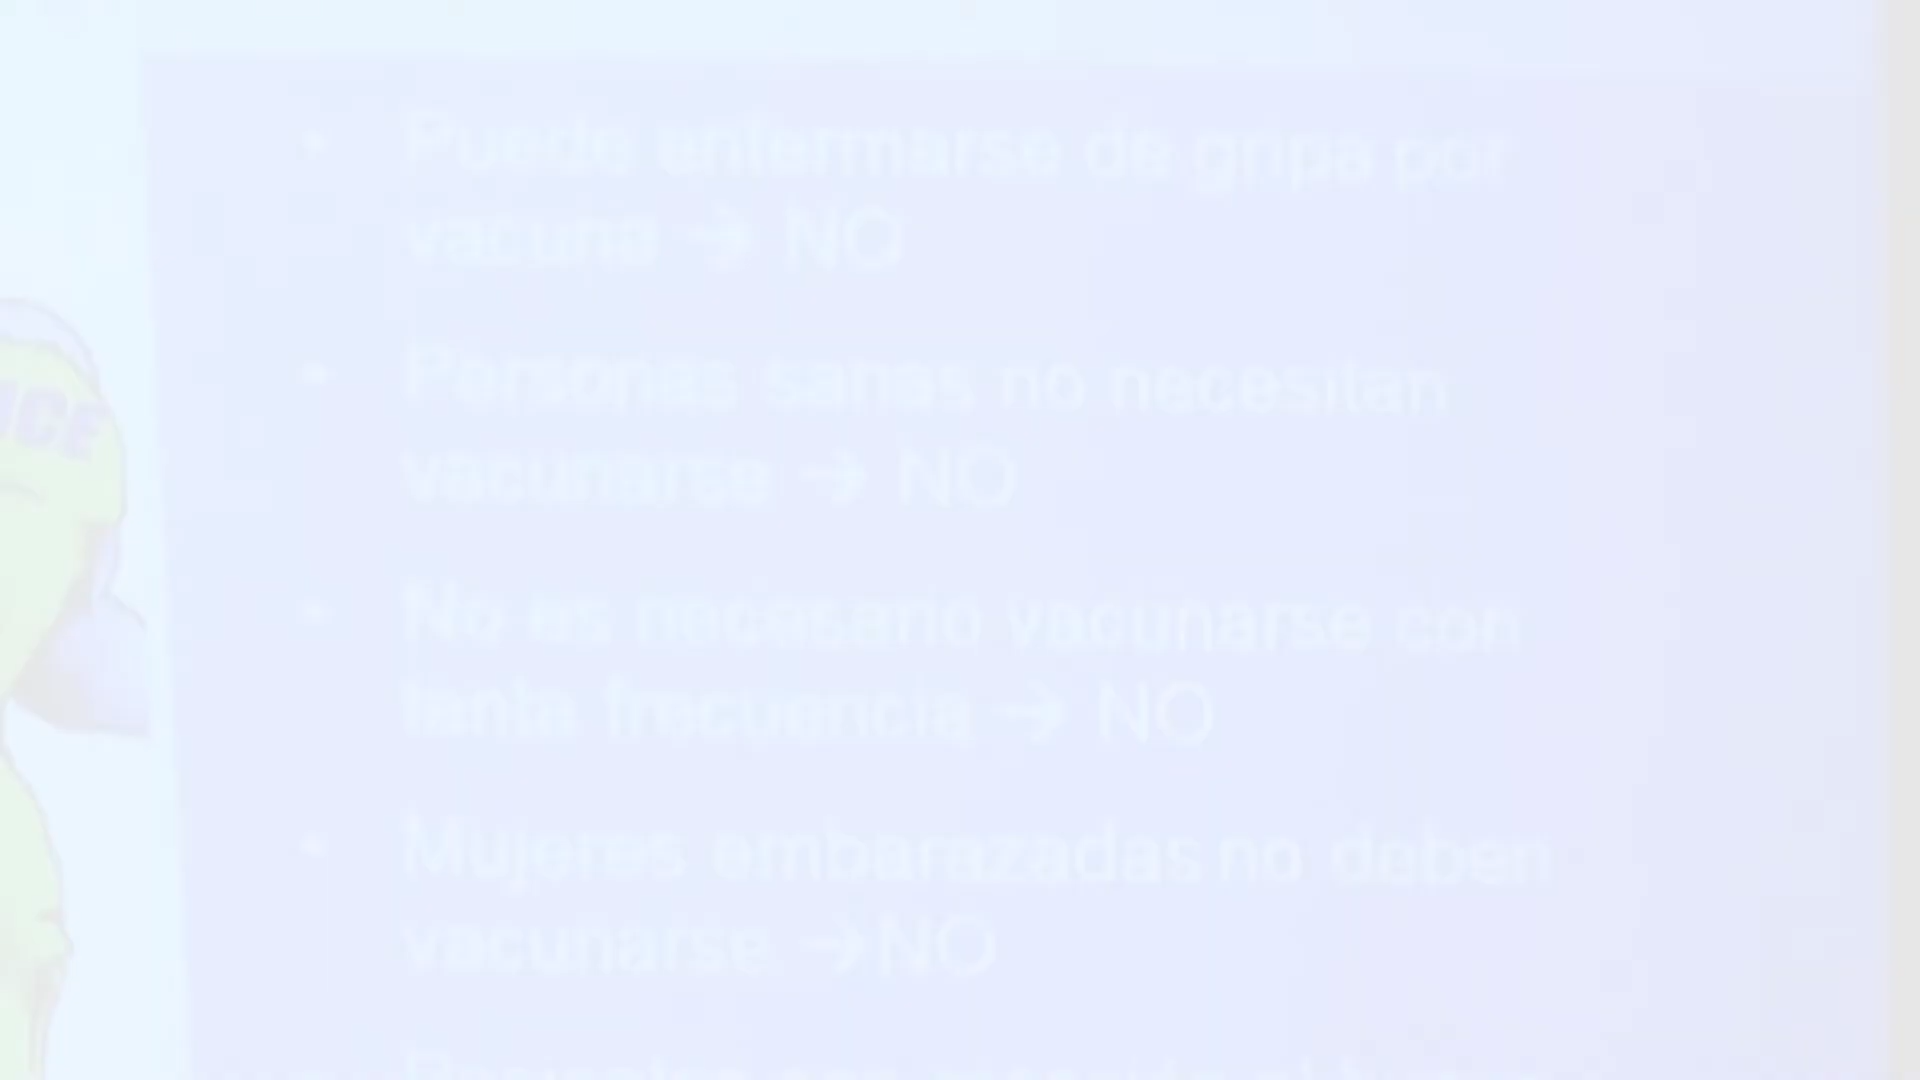 • Puede enfermarse de gripa por
vacuna → NO
• Personas sanas no necesitan
vacunarse → NO
• No es necesario vacunarse con
tanta frecuencia → NO
• Mujeres embarazadas no deben
vacunarse →NO